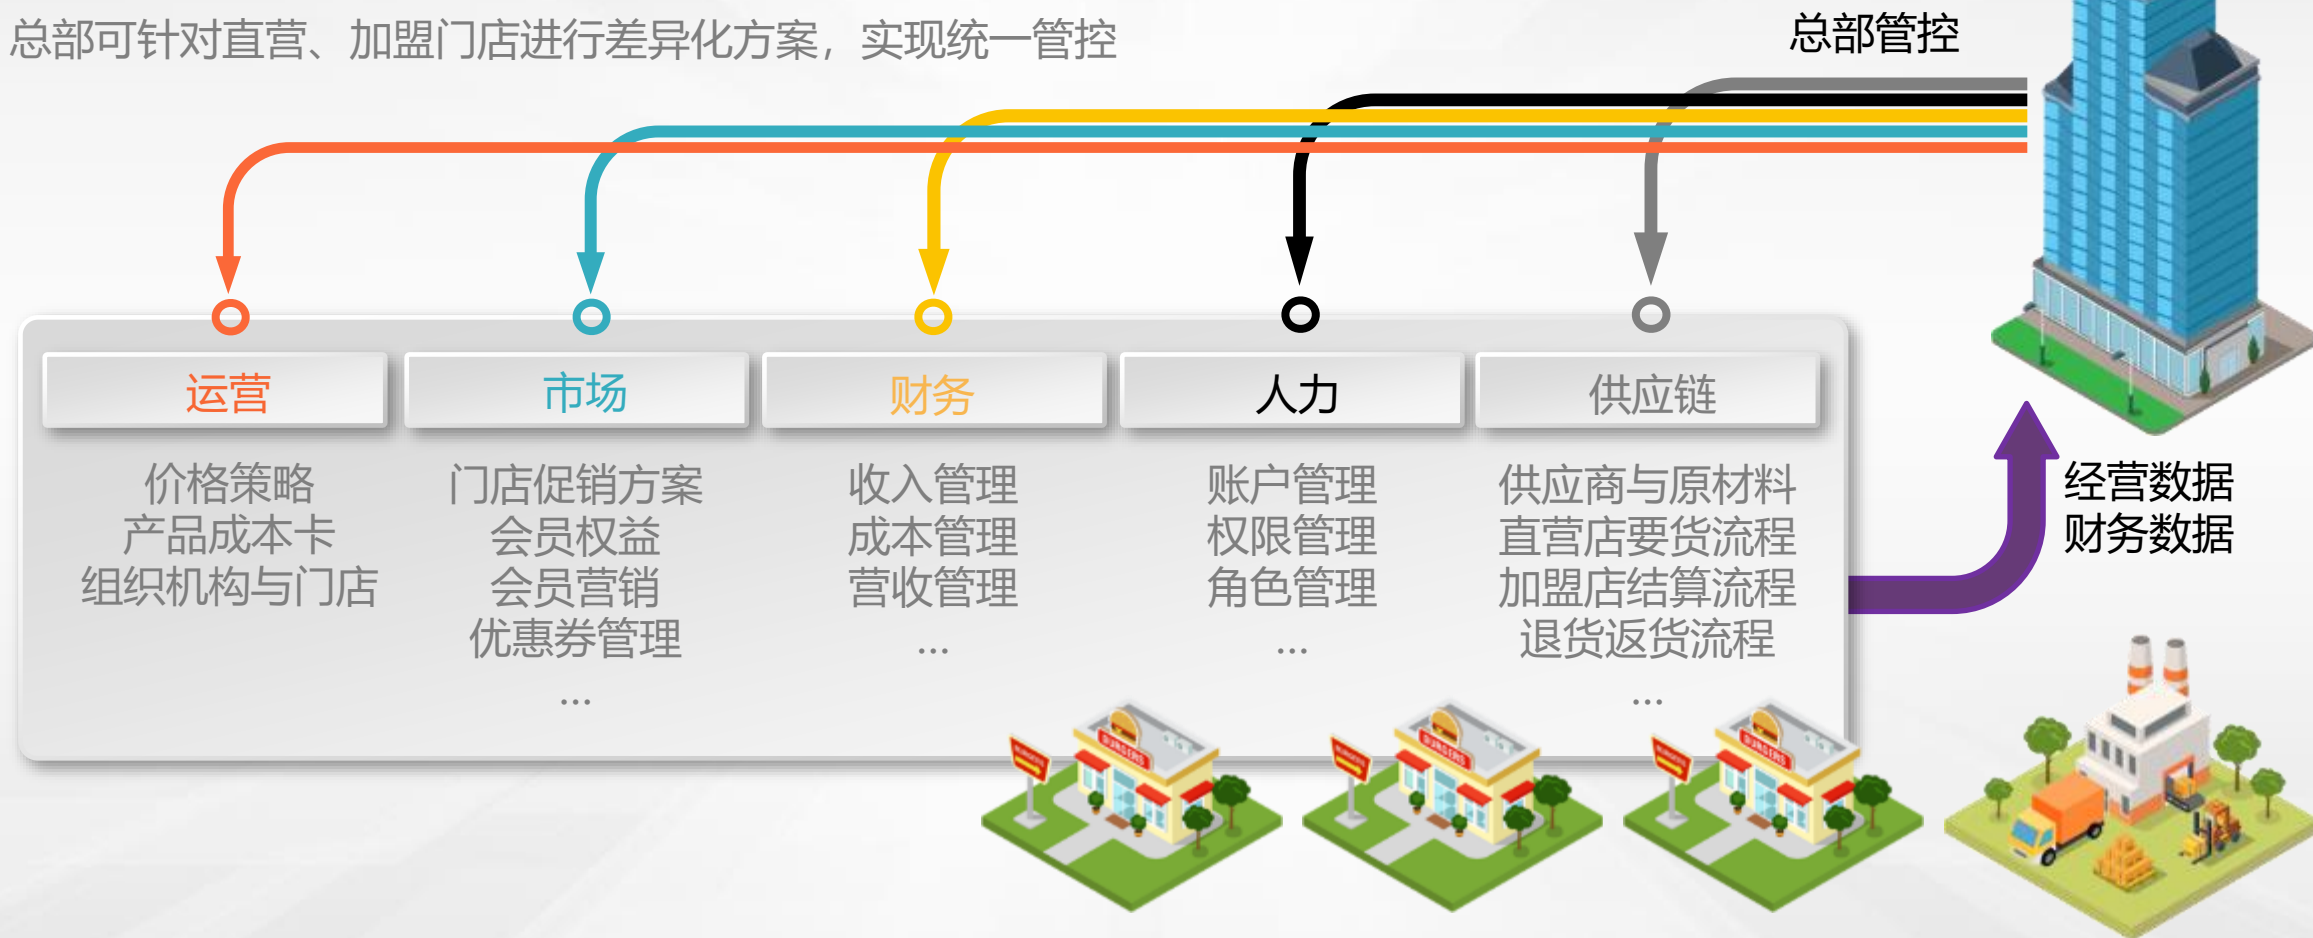 总部可针对直营、加盟门店进行差异化方案，实现统一管控
总部管控
运营
价格策略
产品成本卡
组织机构与门店
市场
门店促销方案
会员权益
会员营销
优惠券管理
...
财务
收入管理
成本管理
营收管理
...
人力
账户管理
权限管理
角色管理
...
供应链
供应商与原材料
直营店要货流程
加盟店结算流程
退货返货流程
...
经营数据
财务数据
BURGERS
BURGERS
BURGERS
BURGERS
BURGERS
BURGERS